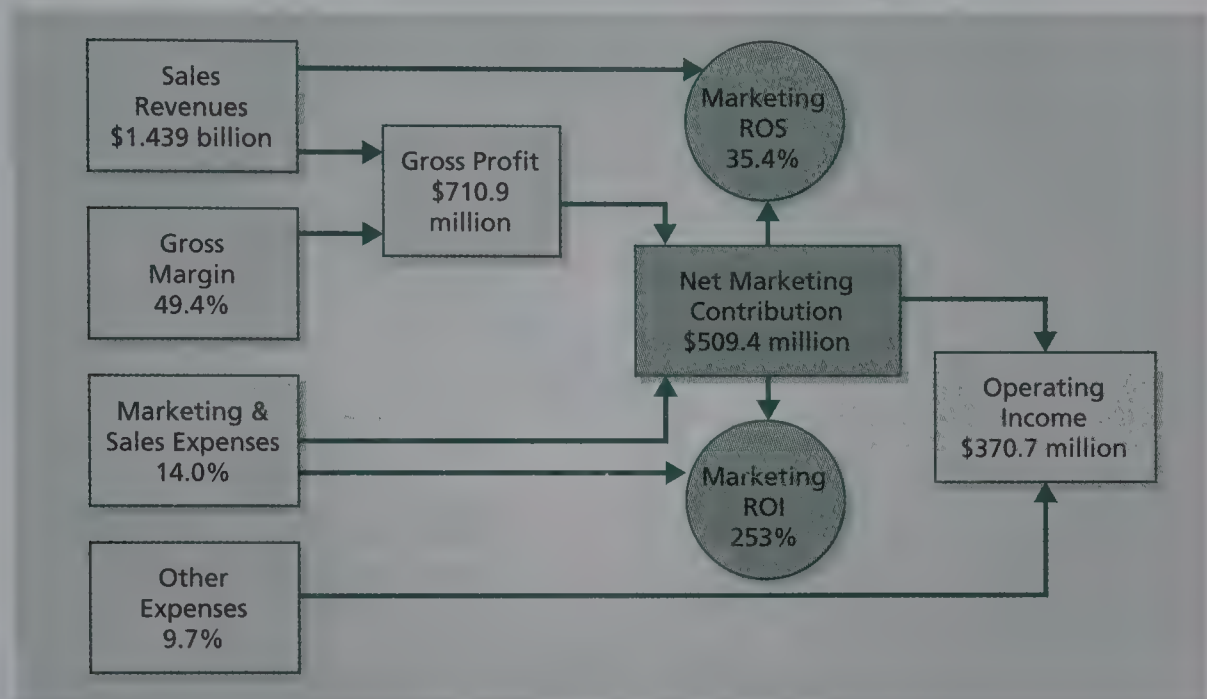 Sales
Revenues
$1.439 billion
Gross
Margin
49.4%
Marketing &
Sales Expenses
14.0%
Other
Expenses
9.7%
Gross Profit
$710.9
million
Marketing
ROS
35.4%
Net Marketing
Contribution
$509.4 million
Marketing
ROI
253%
Operating
Income
$370.7 million